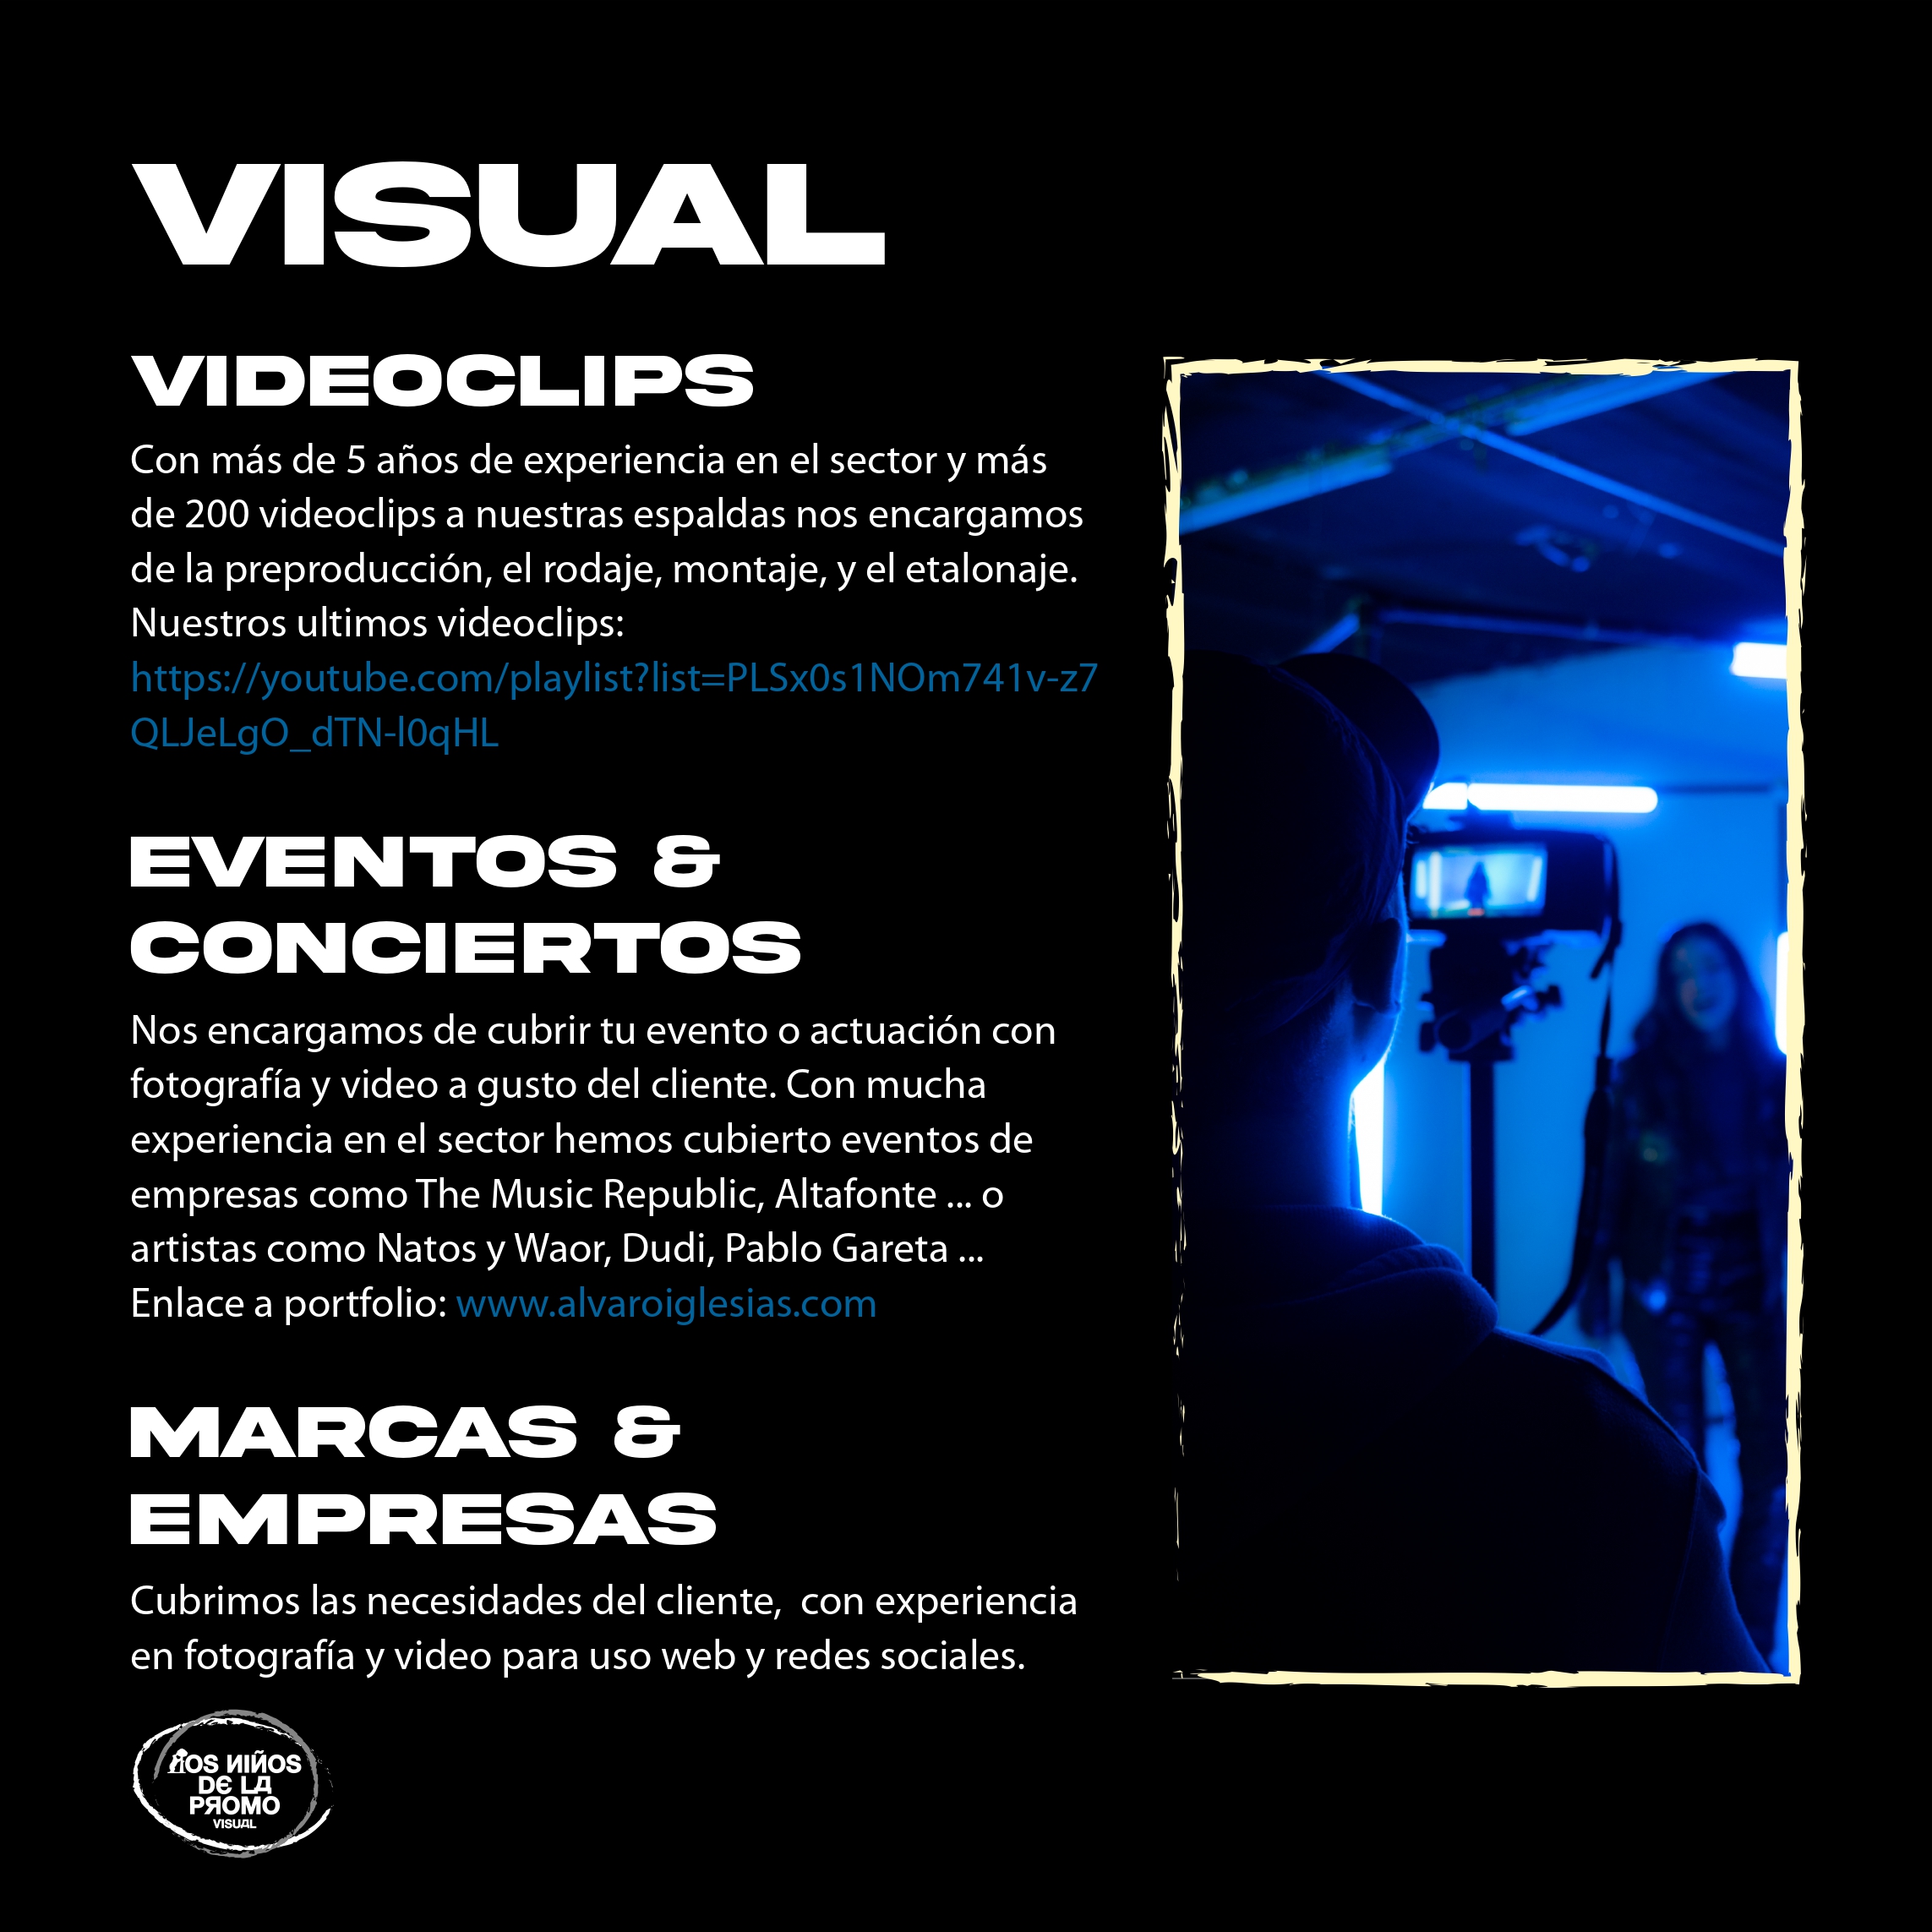 VISUAL
VIDEOCLIPS
Con más de 5 años de experiencia en el sector y más
de 200 videoclips a nuestras espaldas nos encargamos
de la preproducción, el rodaje, montaje, y el etalonaje.
Nuestros ultimos videoclips:
https://youtube.com/playlist?list=PLSx0s1NOm741v-z7
QLJeLgO_dTN-l0qHL
EVENTOS &
CONCIERTOS
Nos encargamos de cubrir tu evento o actuación con
fotografía y video a gusto del cliente. Con mucha
experiencia en el sector hemos cubierto eventos de
empresas como The Music Republic, Altafonte ... o
artistas como Natos y Waor, Dudi, Pablo Gareta ...
Enlace a portfolio: www.alvaroiglesias.com
MARCAS &
EMPRESAS
Cubrimos las necesidades del cliente,  con experiencia
en fotografía y video para uso web y redes sociales.
LOS NIÑOS
DE LA
PROMO
VISUAL